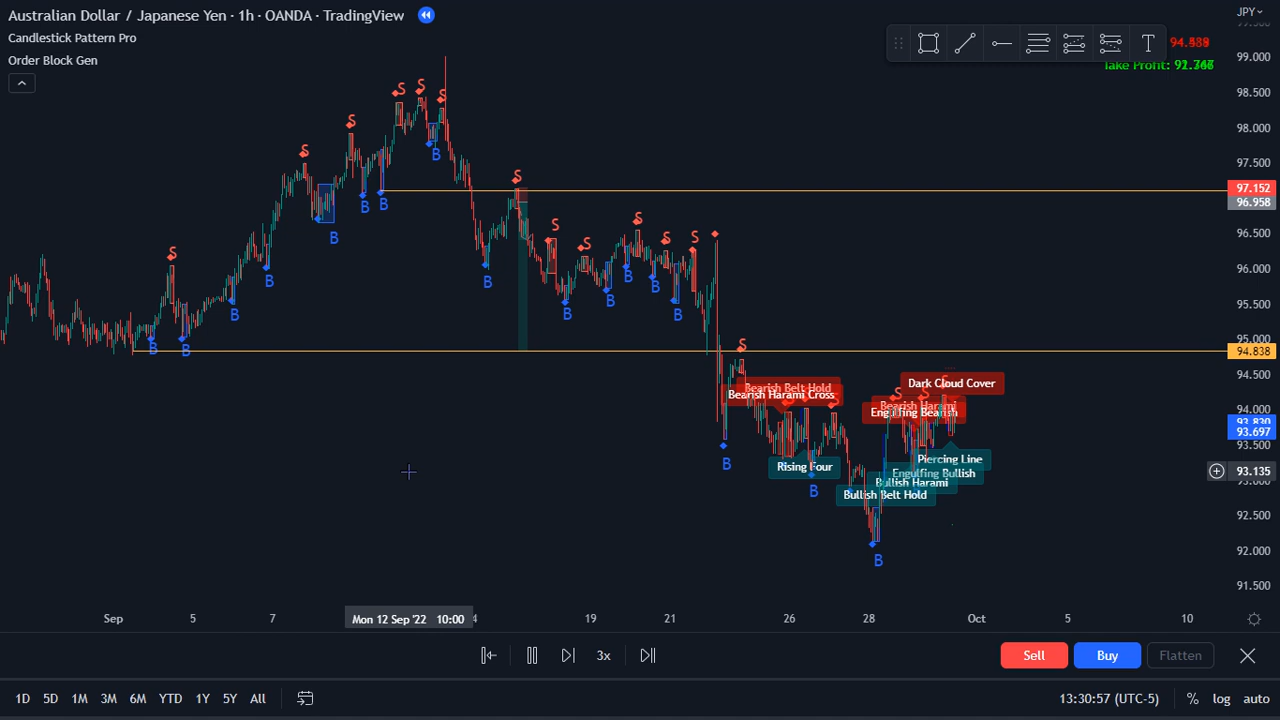 Australian Dollar / Japanese Yen · 1h · OANDA · TradingView
JPY
Candlestick Pattern Pro
Order Block Gen
T
Take Profit:
99.000
98.500
98.000
97.500
97.152
96.958
96.500
96.000
95.500
95.000
94.838
94.500
94.000
93.697
93.500
93.135
92.500
92.000
91.500
S S S S S S S S S S S S S S S
B B B B B B B B B B B B B B B B B
Bearish Belt Hold
Bearish Harami Cross
Rising Four
Dark Cloud Cover
Bearish Harami
Engulfing Bearish
Piercing Line
Engulfing Bullish
Bullish Harami
Bullish Belt Hold
Sep 5 7 Mon 12 Sep '22 10:00 4 19 21 26 28 Oct 5 10
3x
Sell Buy Flatten
1D 5D 1M 3M 6M YTD 1Y 5Y All
13:30:57 (UTC-5) % log auto